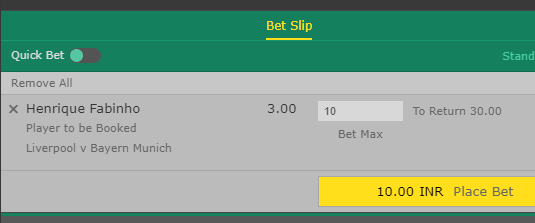 Bet Slip
Quick Bet
Stand
Remove All
× Henrique Fabinho 3.00 10 To Return 30.00
Player to be Booked Bet Max
Liverpool v Bayern Munich
10.00 INR Place Bet